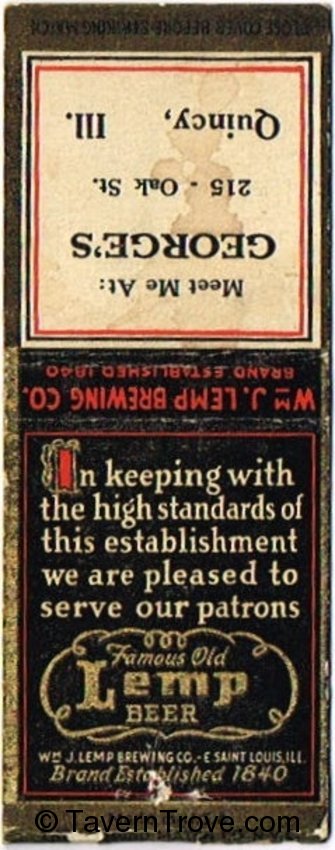 CLOSE COVER BEFORE STRIKING MATCH
Meet Me At:
GEORGE'S
215 - Oak St.
Quincy, Ill.
WM J. LEMP BREWING CO.
BRAND ESTABLISHED 1840
In keeping with
the high standards of
this establishment
we are pleased to
serve our patrons
Famous Old
Lemp
BEER
WM J. LEMP BREWING CO.-E SAINT LOUIS, ILL.
Brand Established 1840
© TavernTrove.com